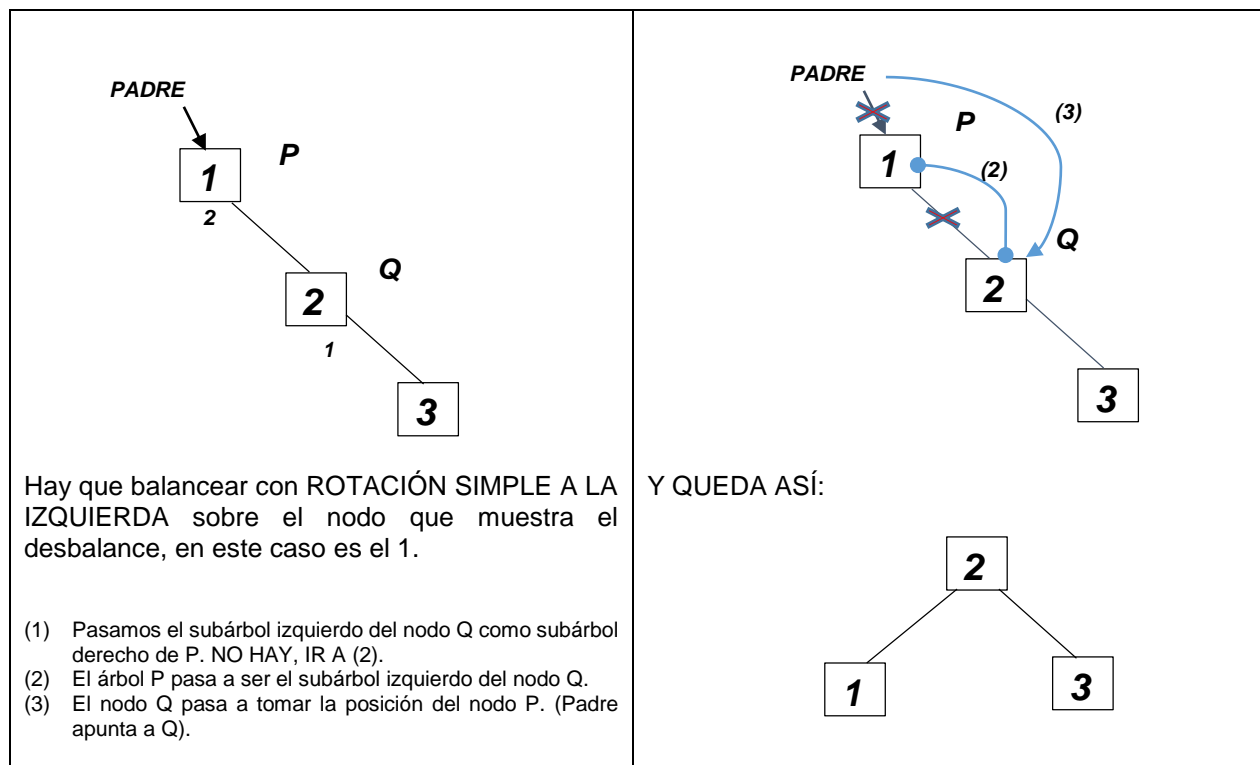 PADRE
P
1
2
Q
2
1
3
Hay que balancear con ROTACIÓN SIMPLE A LA
IZQUIERDA sobre el nodo que muestra el
desbalance, en este caso es el 1.
(1) Pasamos el subárbol izquierdo del nodo Q como subárbol
derecho de P. NO HAY, IR A (2).
(2) El árbol P pasa a ser el subárbol izquierdo del nodo Q.
(3) El nodo Q pasa a tomar la posición del nodo P. (Padre
apunta a Q).
PADRE
(3)
P
1
(2)
Q
2
3
Y QUEDA ASÍ:
2
1
3